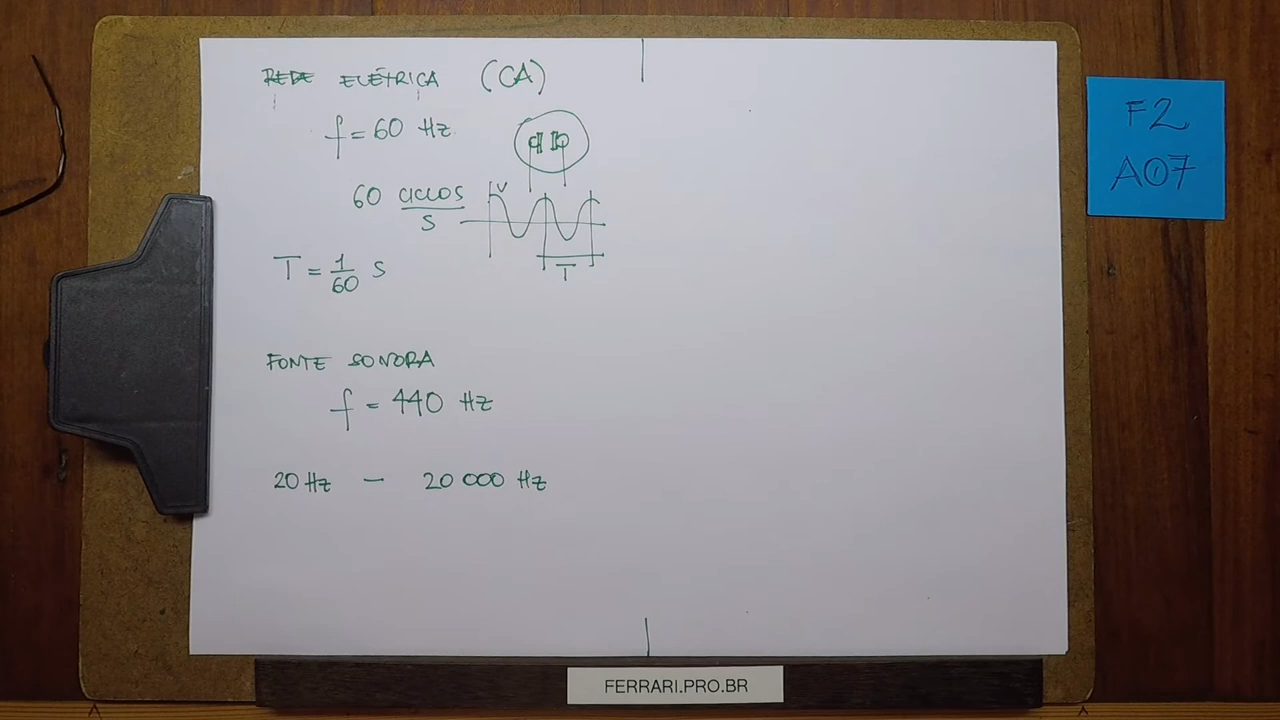 REDE ELÉTRICA (CA)
f = 60 Hz
60 CICLOS
S
V
T = 1/60 S
T
FONTE SONORA
f = 440 Hz
20 Hz — 20 000 Hz
F2
A07
FERRARI.PRO.BR